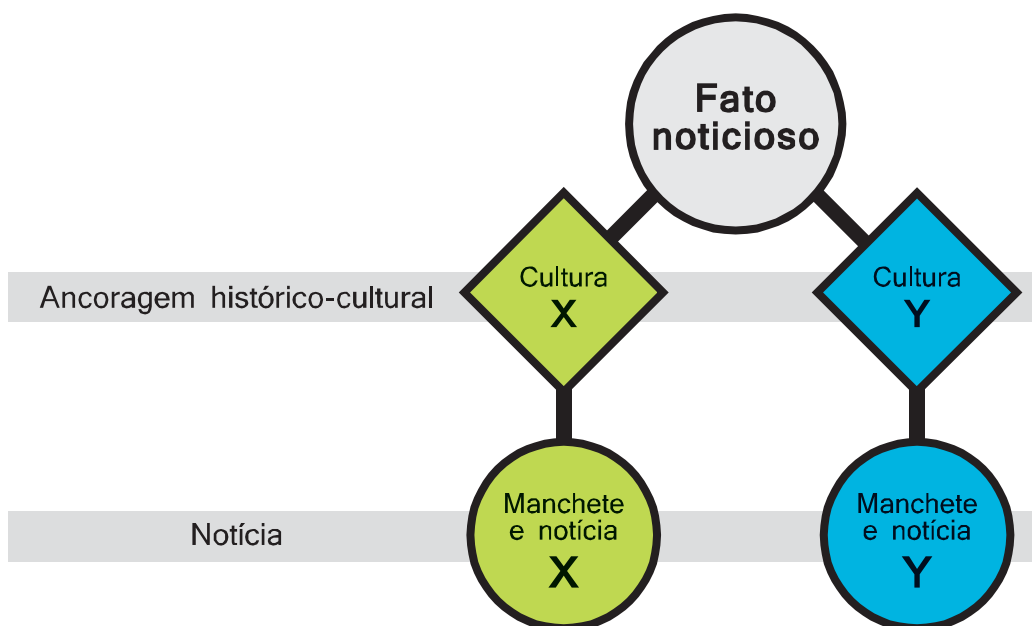 Fato
noticioso
Ancoragem histórico-cultural
Cultura
X
Cultura
Y
Notícia
Manchete
e notícia
X
Manchete
e notícia
Y